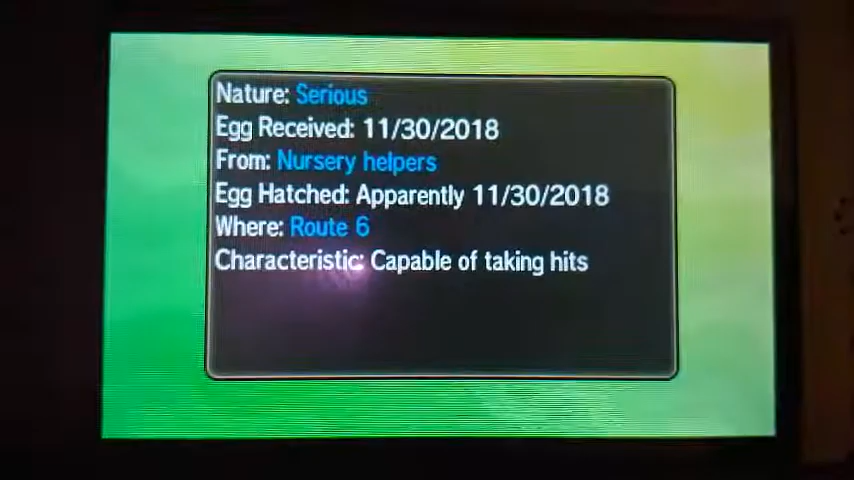 Nature: Serious
Egg Received: 11/30/2018
From: Nursery helpers
Egg Hatched: Apparently 11/30/2018
Where: Route 6
Characteristic: Capable of taking hits